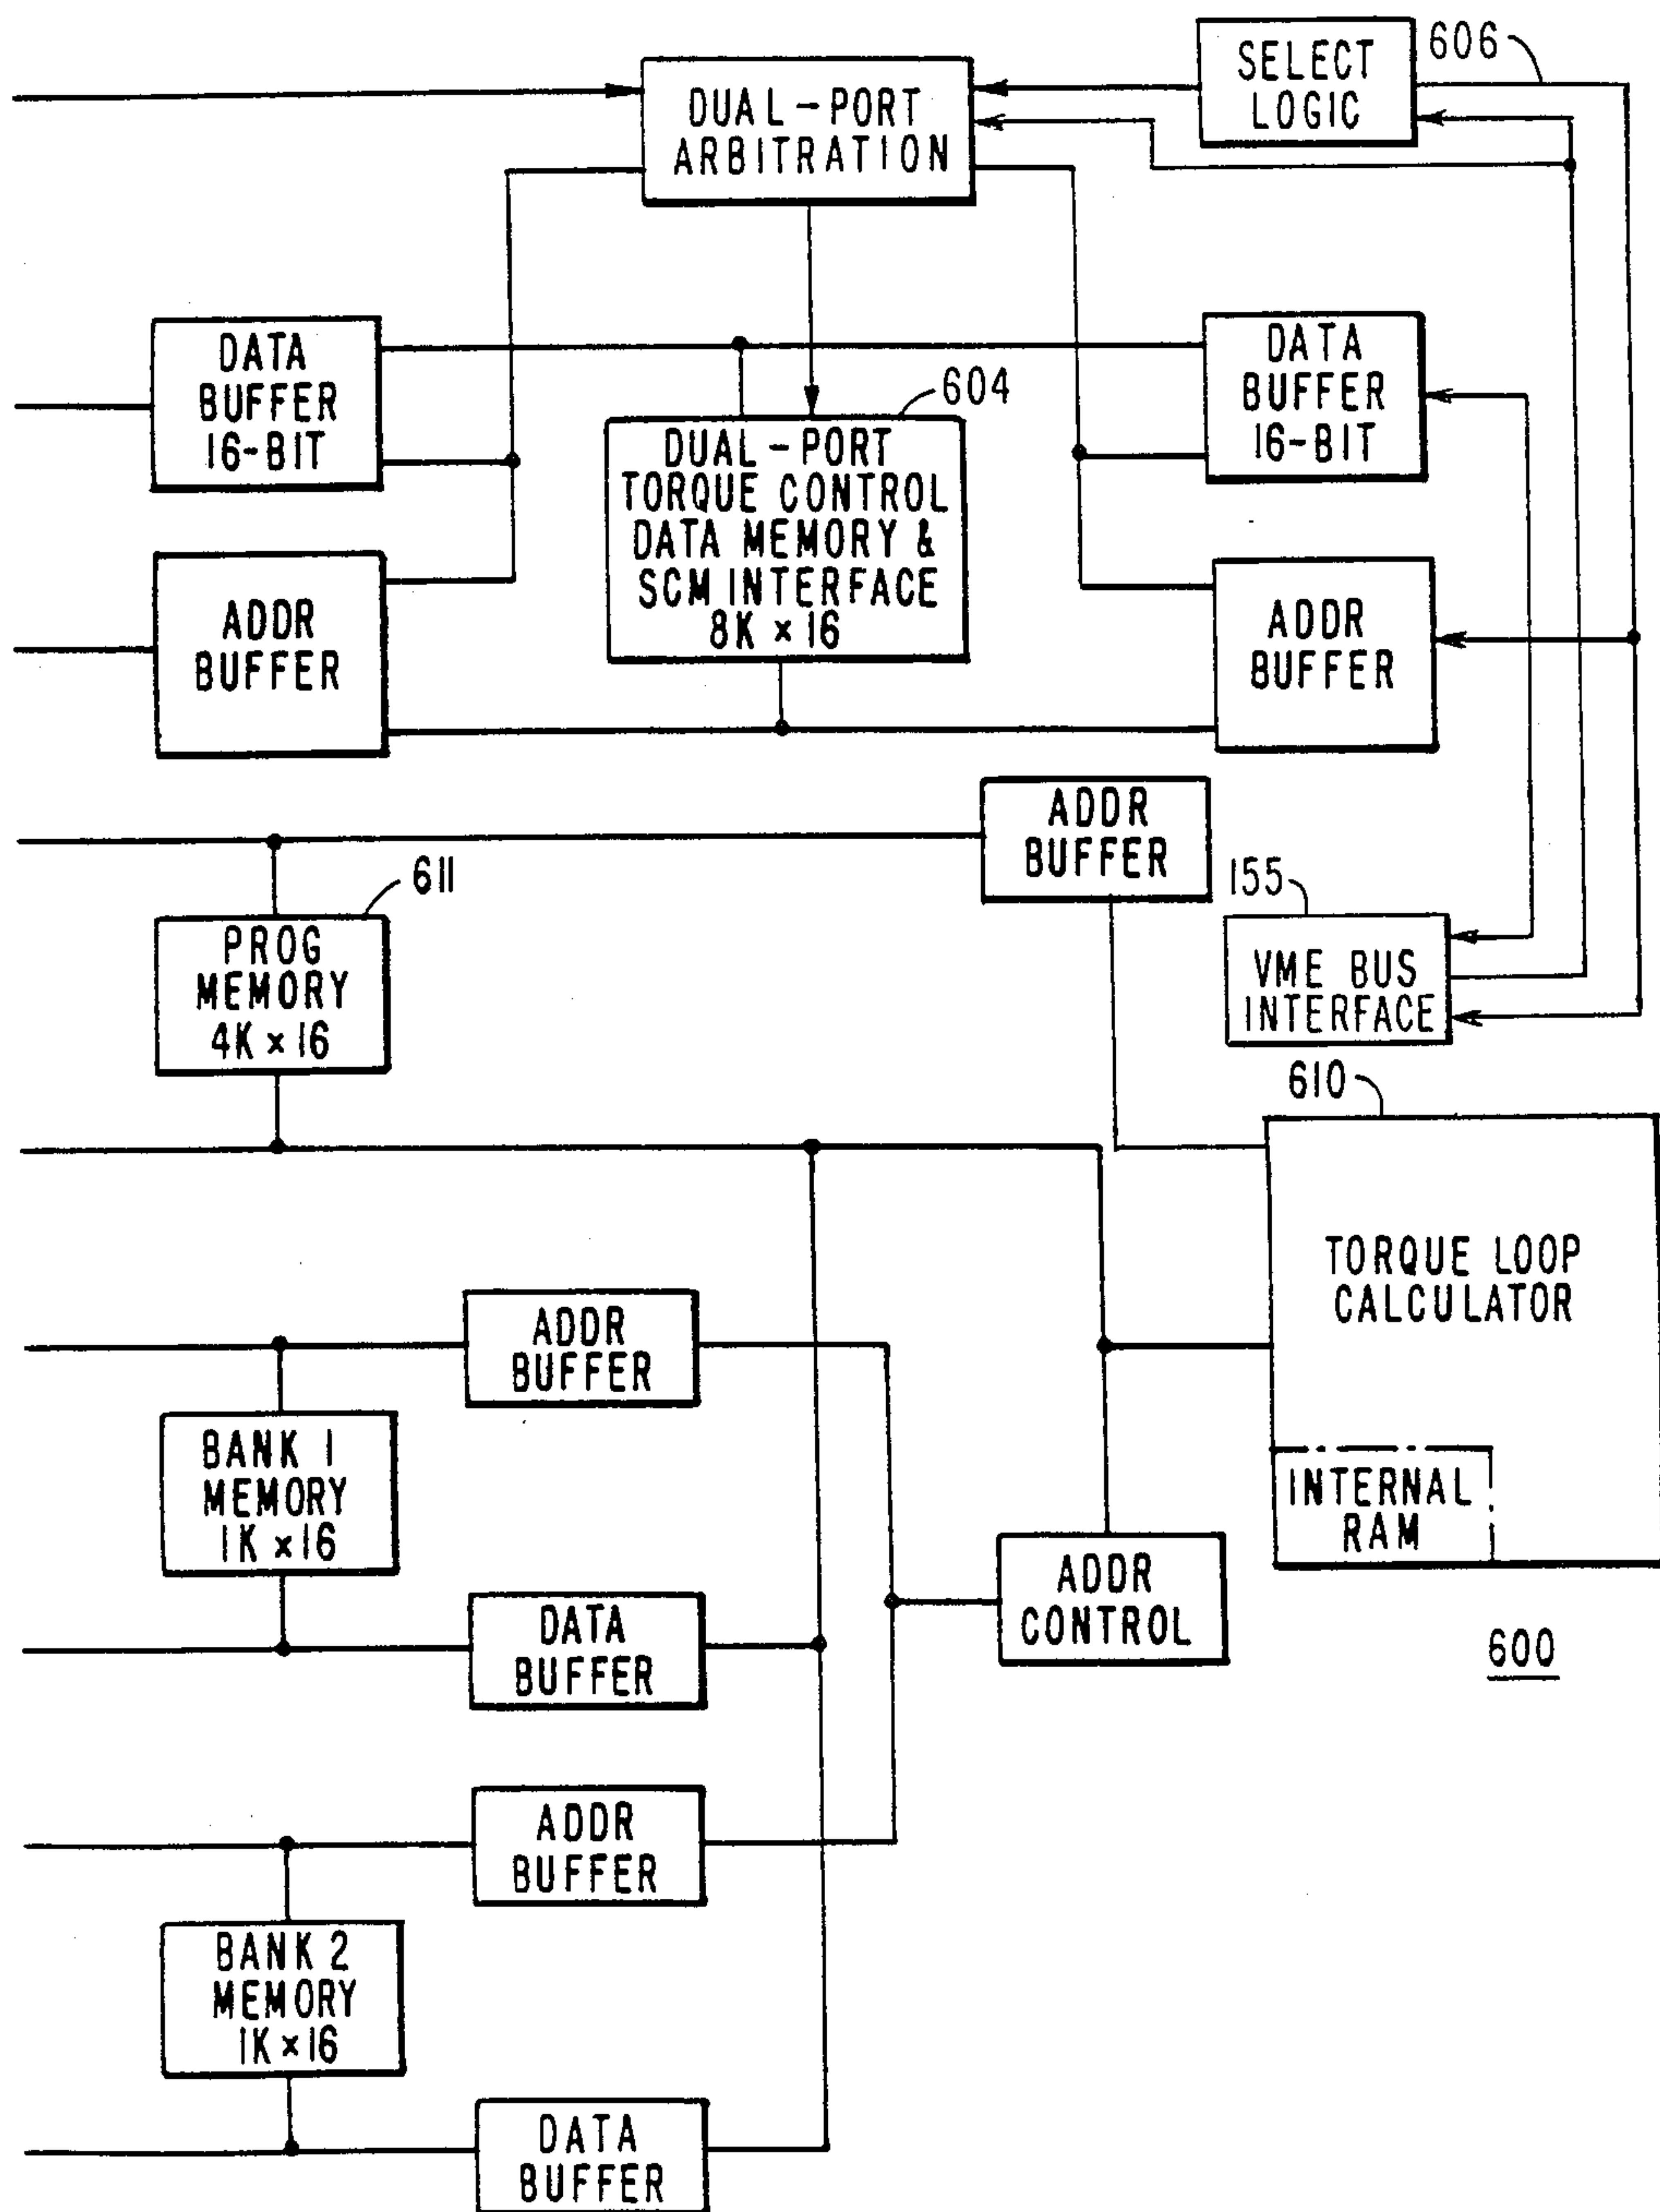 SELECT
LOGIC
606
DUAL-PORT
ARBITRATION
DATA
BUFFER
16-BIT
604
DUAL-PORT
TORQUE CONTROL
DATA MEMORY &
SCM INTERFACE
8K × 16
DATA
BUFFER
16-BIT
ADDR
BUFFER
ADDR
BUFFER
ADDR
BUFFER
611
PROG
MEMORY
4K × 16
155
VME BUS
INTERFACE
610
TORQUE LOOP
CALCULATOR
INTERNAL
RAM
ADDR
BUFFER
BANK 1
MEMORY
1K × 16
DATA
BUFFER
ADDR
CONTROL
600
ADDR
BUFFER
BANK 2
MEMORY
1K × 16
DATA
BUFFER